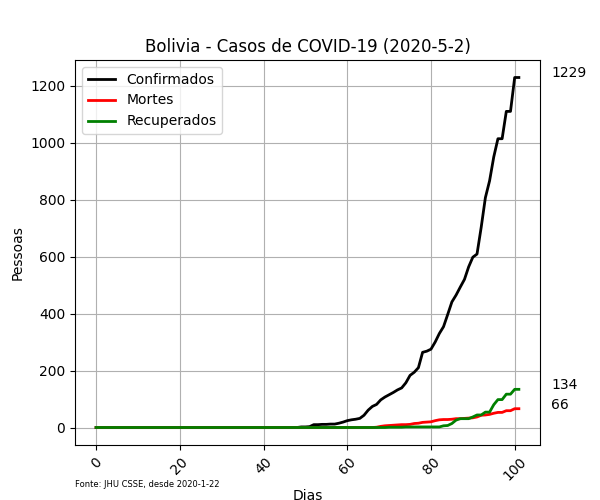 Bolivia - Casos de COVID-19 (2020-5-2)
Confirmados
Mortes
Recuperados
1229
134
66
1200
1000
800
600
400
200
0
Pessoas
0 20 40 60 80 100
Fonte: JHU CSSE, desde 2020-1-22
Dias